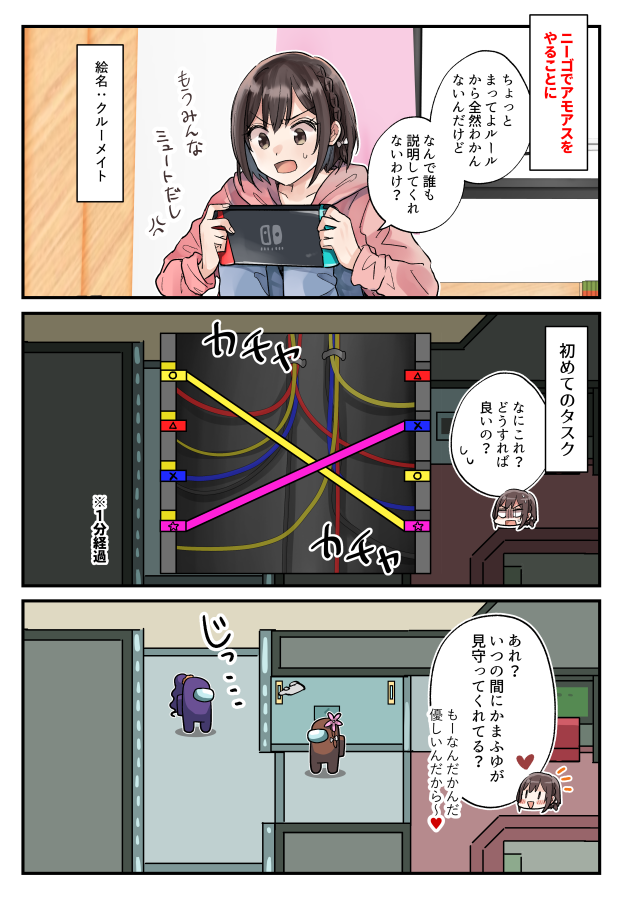 ニーゴでアモアスを
やることに
ちょっと
まってよルール
から全然わかん
ないんだけど
なんで誰も
説明してくれ
ないわけ?
もうみんな
ミュートだし
絵名:クルーメイト
初めてのタスク
なにこれ?
どうすれば
良いの?
カチャ
カチャ
※1分経過
あれ?
いつの間にかまふゆが
見守ってくれてる?
もーなんだかんだ
優しいんだから~♥
じっ…